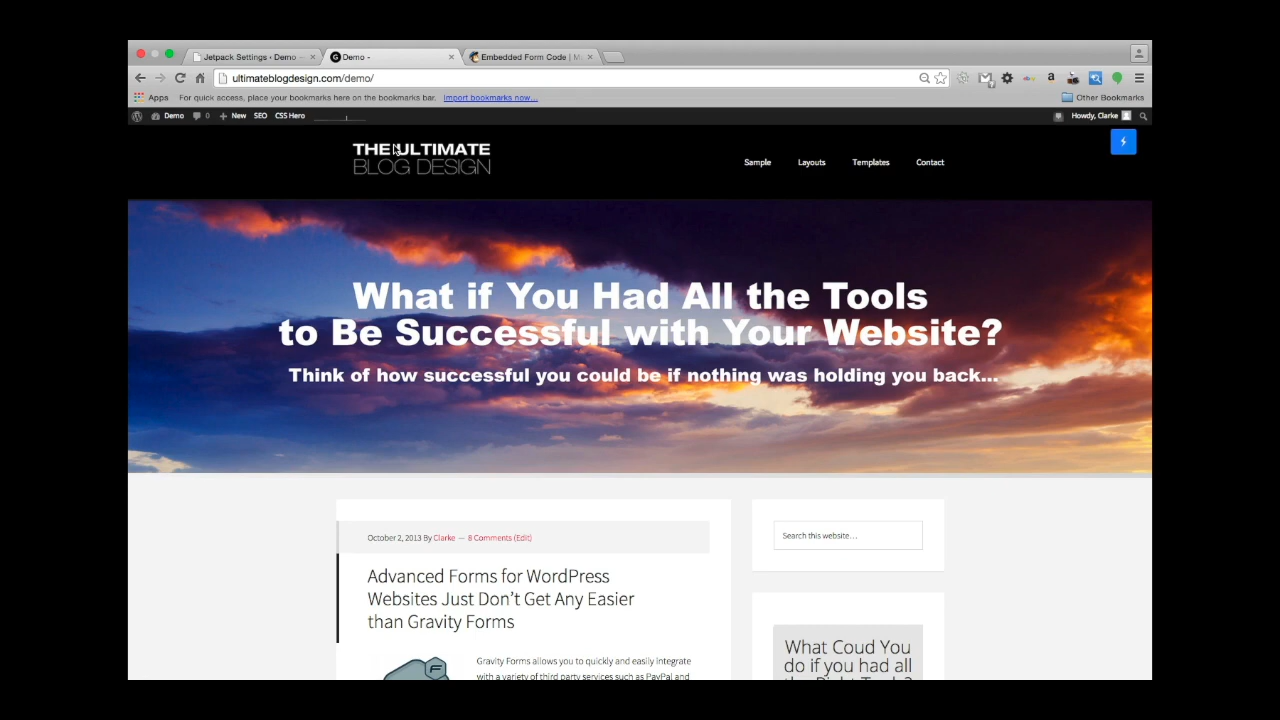 Jetpack Settings ‹ Demo –
Demo -
Embedded Form Code | M
ultimateblogdesign.com/demo/
Apps For quick access, place your bookmarks here on the bookmarks bar. Import bookmarks now... Other Bookmarks
Demo 0 New SEO CSS Hero Howdy, Clarke
THE ULTIMATE
BLOG DESIGN
Sample Layouts Templates Contact
What if You Had All the Tools
to Be Successful with Your Website?
Think of how successful you could be if nothing was holding you back...
October 2, 2013 By Clarke — 8 Comments (Edit)
Search this website...
Advanced Forms for WordPress
Websites Just Don't Get Any Easier
than Gravity Forms
Gravity Forms allows you to quickly and easily integrate
with a variety of third party services such as PayPal and
What Coud You
do if you had all
the Right Tools?